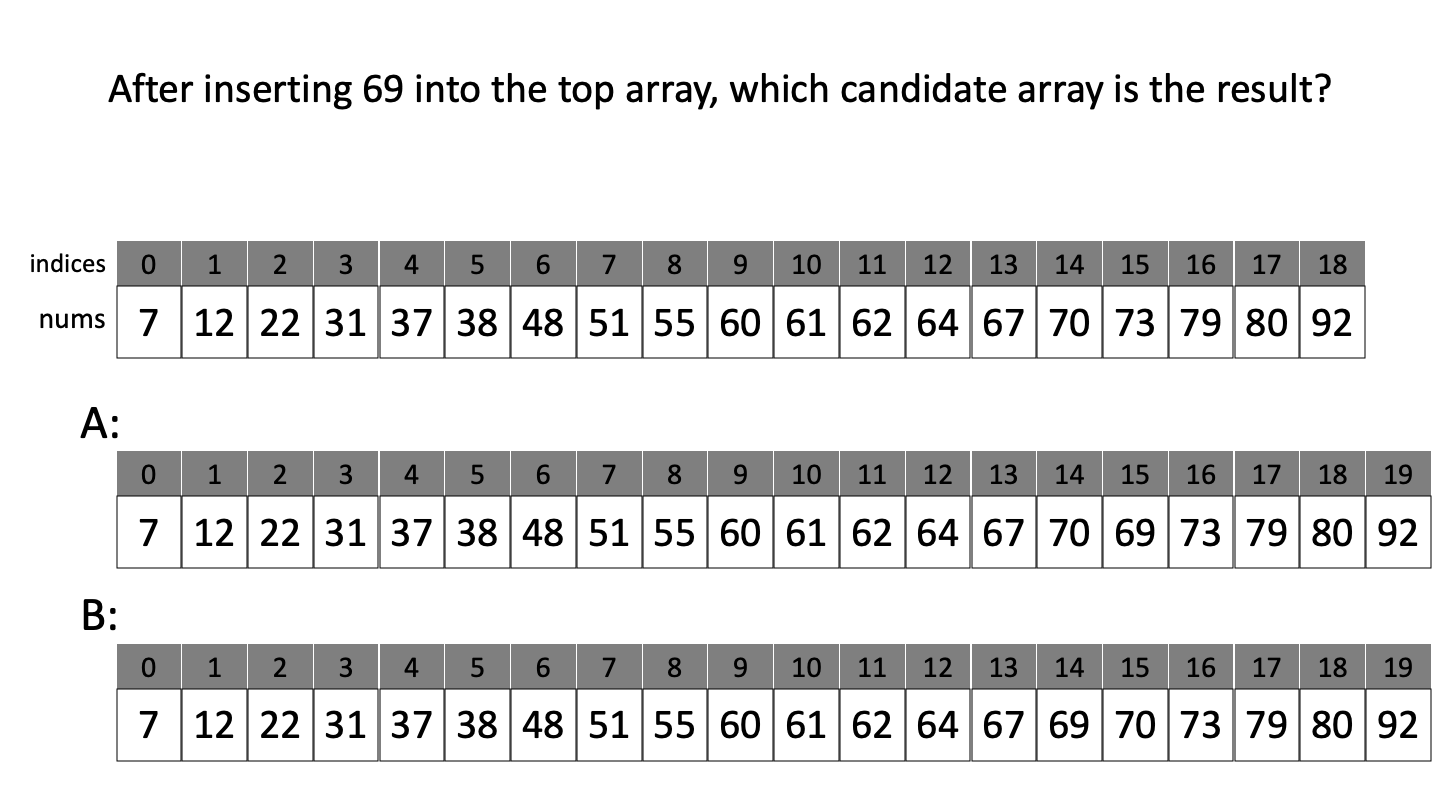 After inserting 69 into the top array, which candidate array is the result?
indices 0 1 2 3 4 5 6 7 8 9 10 11 12 13 14 15 16 17 18
nums 7 12 22 31 37 38 48 51 55 60 61 62 64 67 70 73 79 80 92
A:
0 1 2 3 4 5 6 7 8 9 10 11 12 13 14 15 16 17 18 19
7 12 22 31 37 38 48 51 55 60 61 62 64 67 70 69 73 79 80 92
B:
0 1 2 3 4 5 6 7 8 9 10 11 12 13 14 15 16 17 18 19
7 12 22 31 37 38 48 51 55 60 61 62 64 67 69 70 73 79 80 92